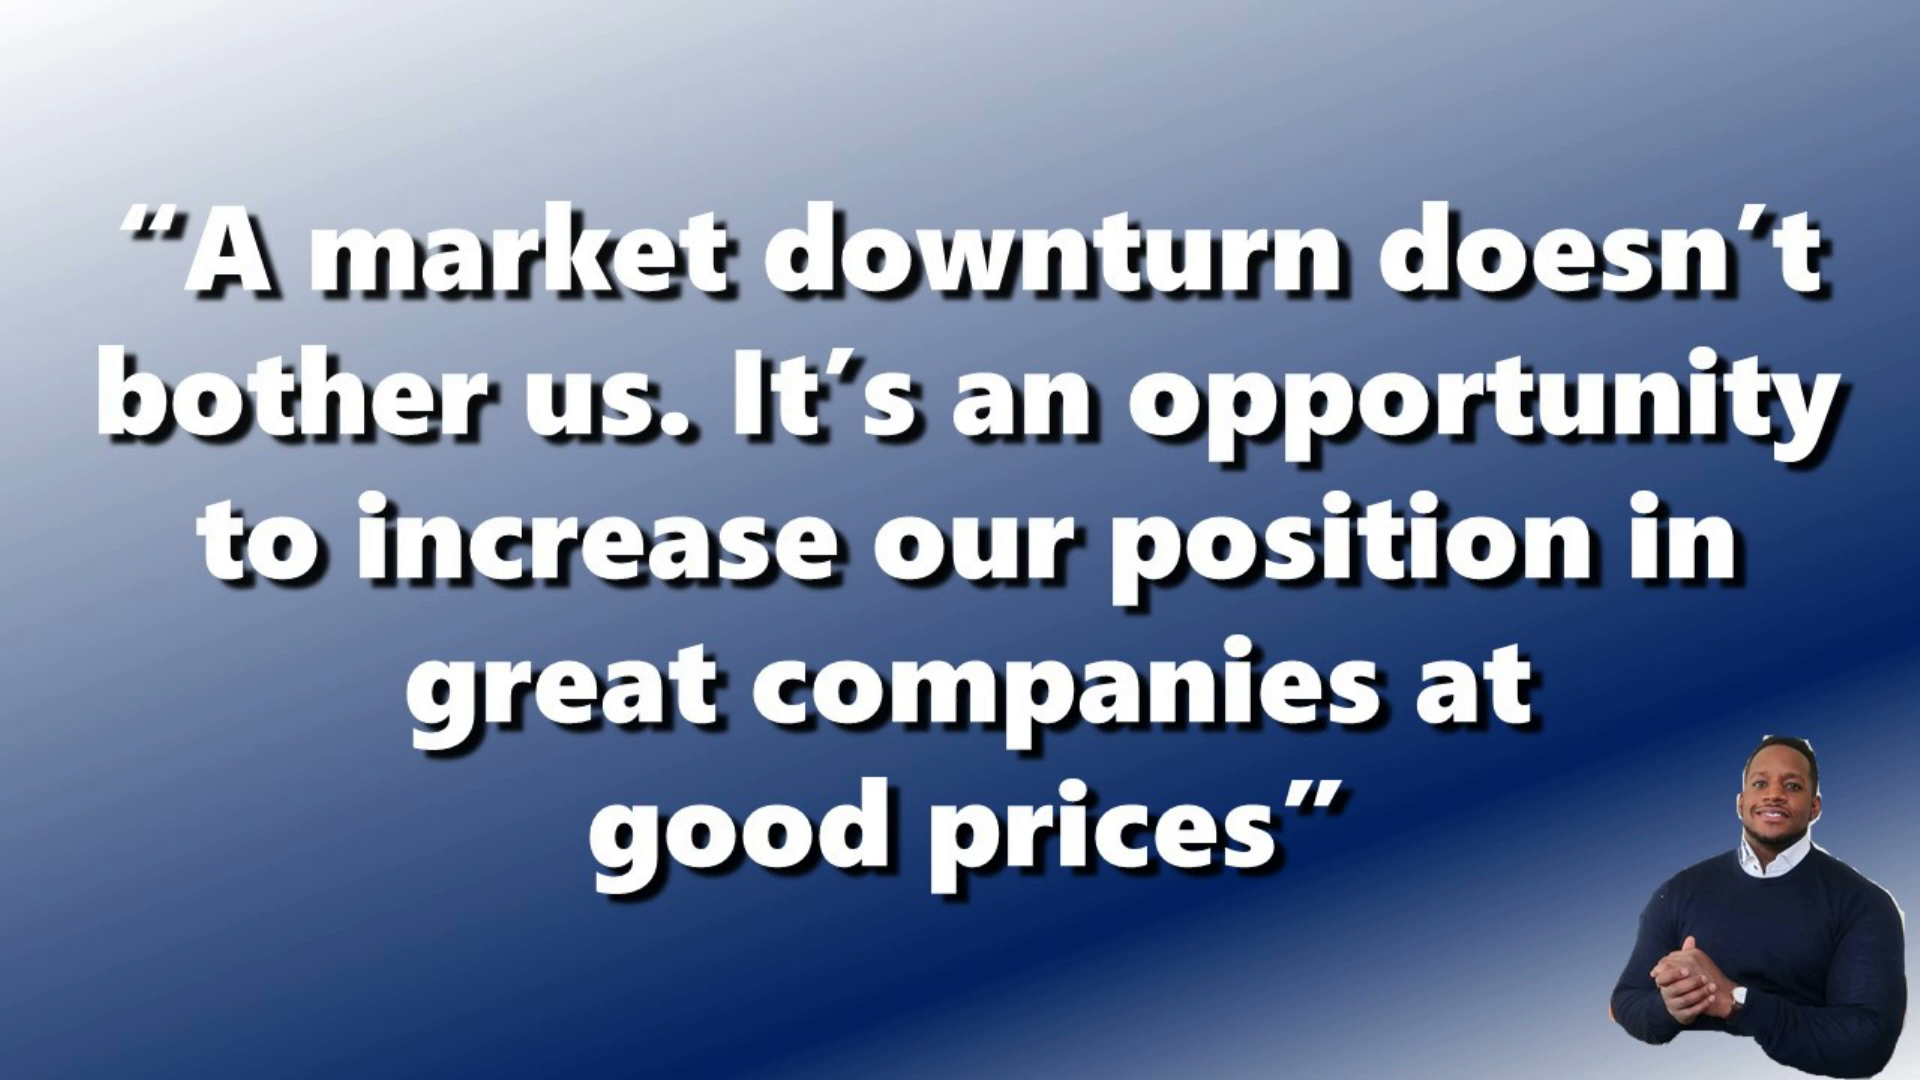 “A market downturn doesn’t
bother us. It’s an opportunity
to increase our position in
great companies at
good prices”